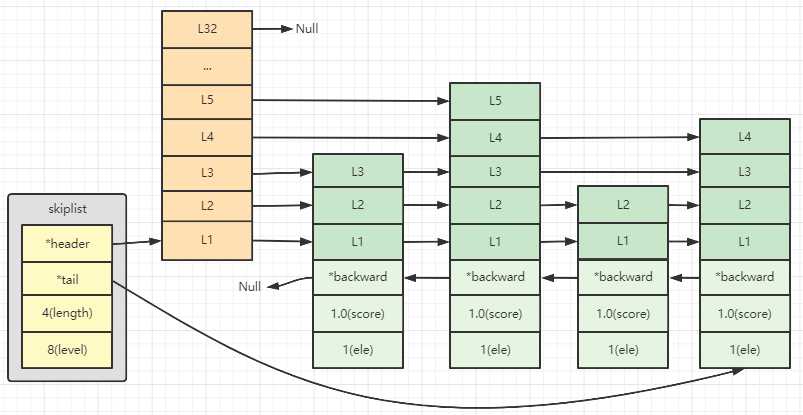 skiplist
*header
*tail
4(length)
8(level)
L32
Null
...
L5
L4
L3
L2
L1
Null
L3
L2
L1
*backward
1.0(score)
1(ele)
L5
L4
L3
L2
L1
*backward
1.0(score)
1(ele)
L2
L1
*backward
1.0(score)
1(ele)
L4
L3
L2
L1
*backward
1.0(score)
1(ele)